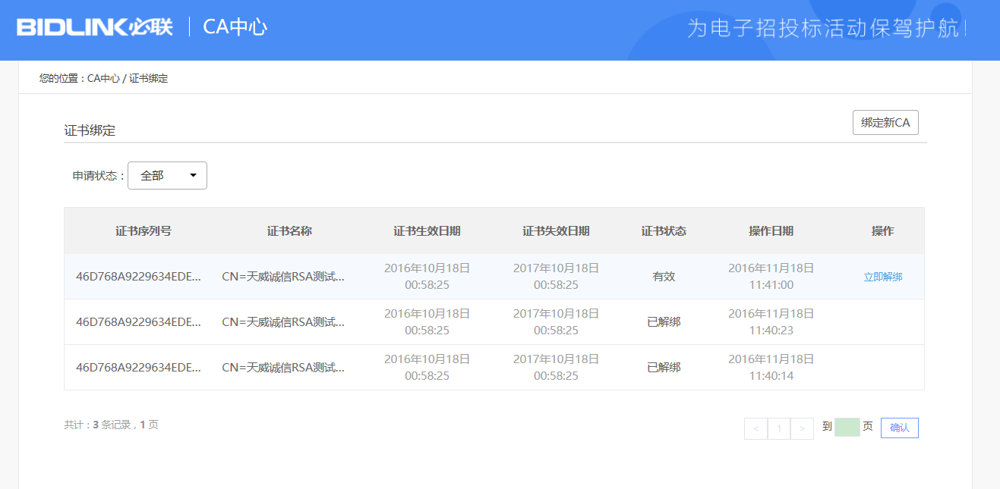 BIDLINK必联 CA中心
为电子招投标活动保驾护航!
您的位置：CA中心 / 证书绑定
证书绑定
绑定新CA
申请状态： 全部
证书序列号 证书名称 证书生效日期 证书失效日期 证书状态 操作日期 操作
46D768A9229634EDE... CN=天威诚信RSA测试... 2016年10月18日 00:58:25 2017年10月18日 00:58:25 有效 2016年11月18日 11:41:00 立即解绑
46D768A9229634EDE... CN=天威诚信RSA测试... 2016年10月18日 00:58:25 2017年10月18日 00:58:25 已解绑 2016年11月18日 11:40:23
46D768A9229634EDE... CN=天威诚信RSA测试... 2016年10月18日 00:58:25 2017年10月18日 00:58:25 已解绑 2016年11月18日 11:40:14
共计：3 条记录，1 页
< 1 > 到 页 确认